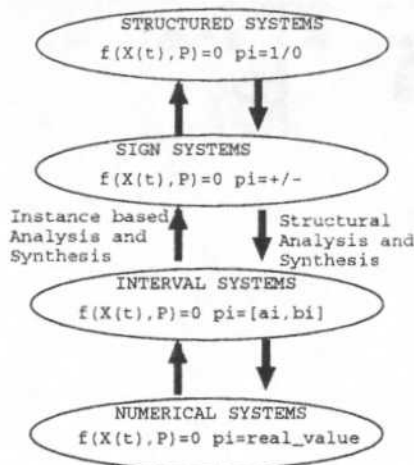 STRUCTURED SYSTEMS
f(X(t),P)=0 pi=1/0
SIGN SYSTEMS
f(X(t),P)=0 pi=+/-
Instance based
Analysis and
Synthesis
Structural
Analysis and
Synthesis
INTERVAL SYSTEMS
f(X(t),P)=0 pi=[ai,bi]
NUMERICAL SYSTEMS
f(X(t),P)=0 pi=real_value